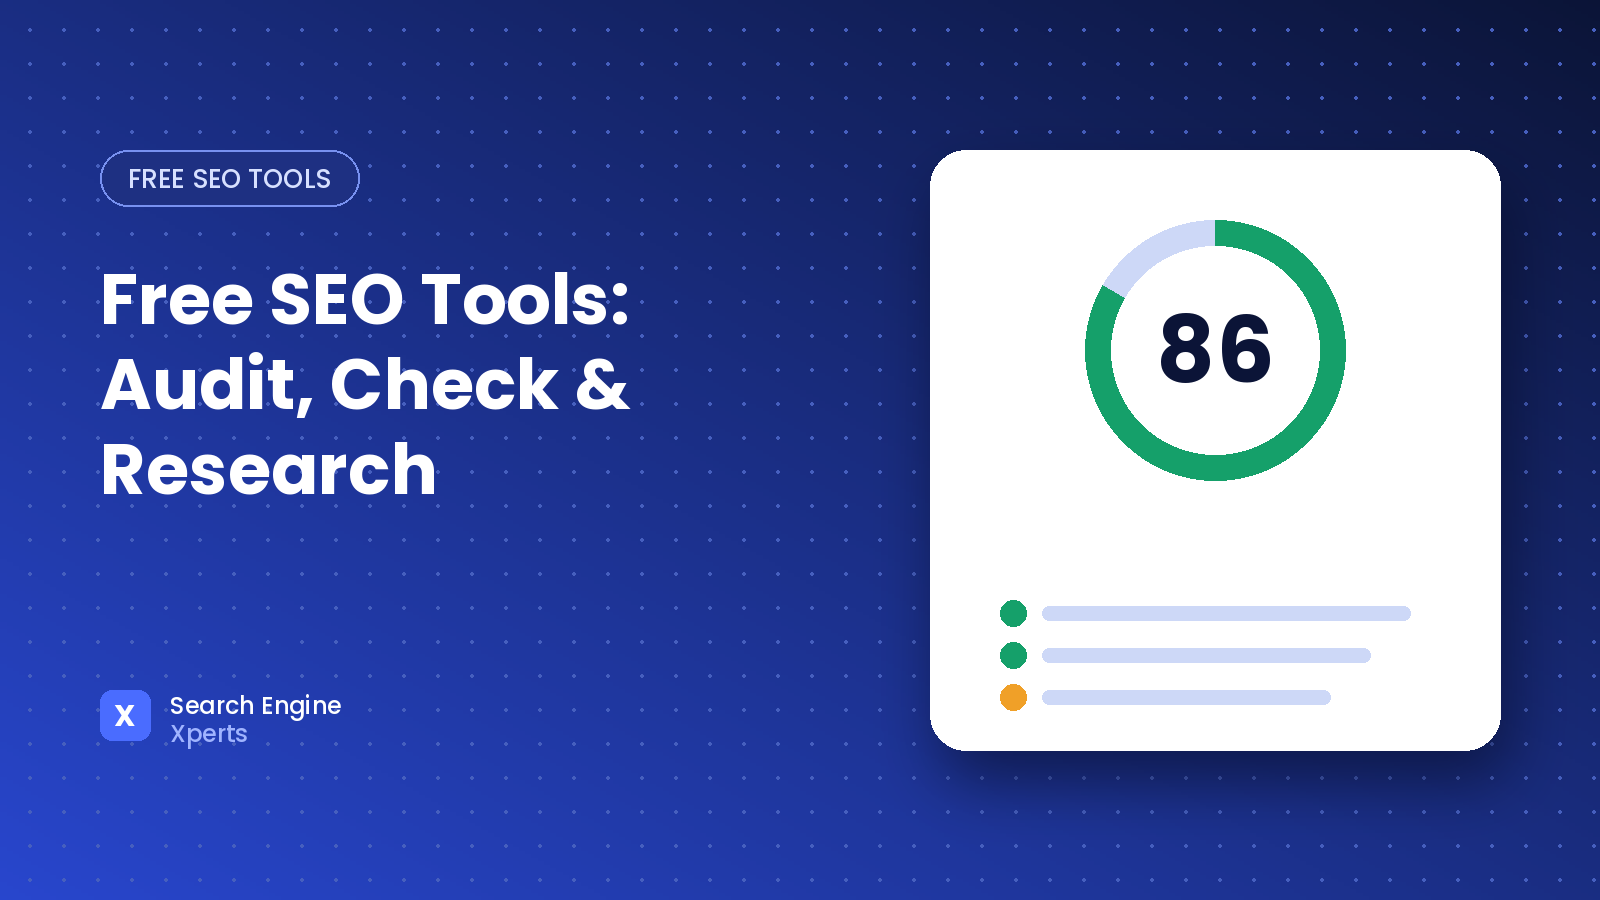 FREE SEO TOOLS
Free SEO Tools:
Audit, Check &
Research
86
X
Search Engine
Xperts